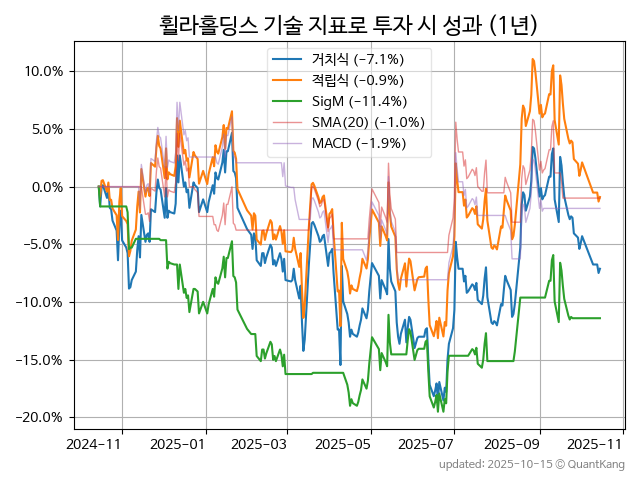 휠라홀딩스 기술 지표로 투자 시 성과 (1년)
거치식 (−7.1%)
적립식 (−0.9%)
SigM (−11.4%)
SMA(20) (−1.0%)
MACD (−1.9%)
10.0%
5.0%
0.0%
−5.0%
−10.0%
−15.0%
−20.0%
2024-11 2025-01 2025-03 2025-05 2025-07 2025-09 2025-11
updated: 2025-10-15 © QuantKang